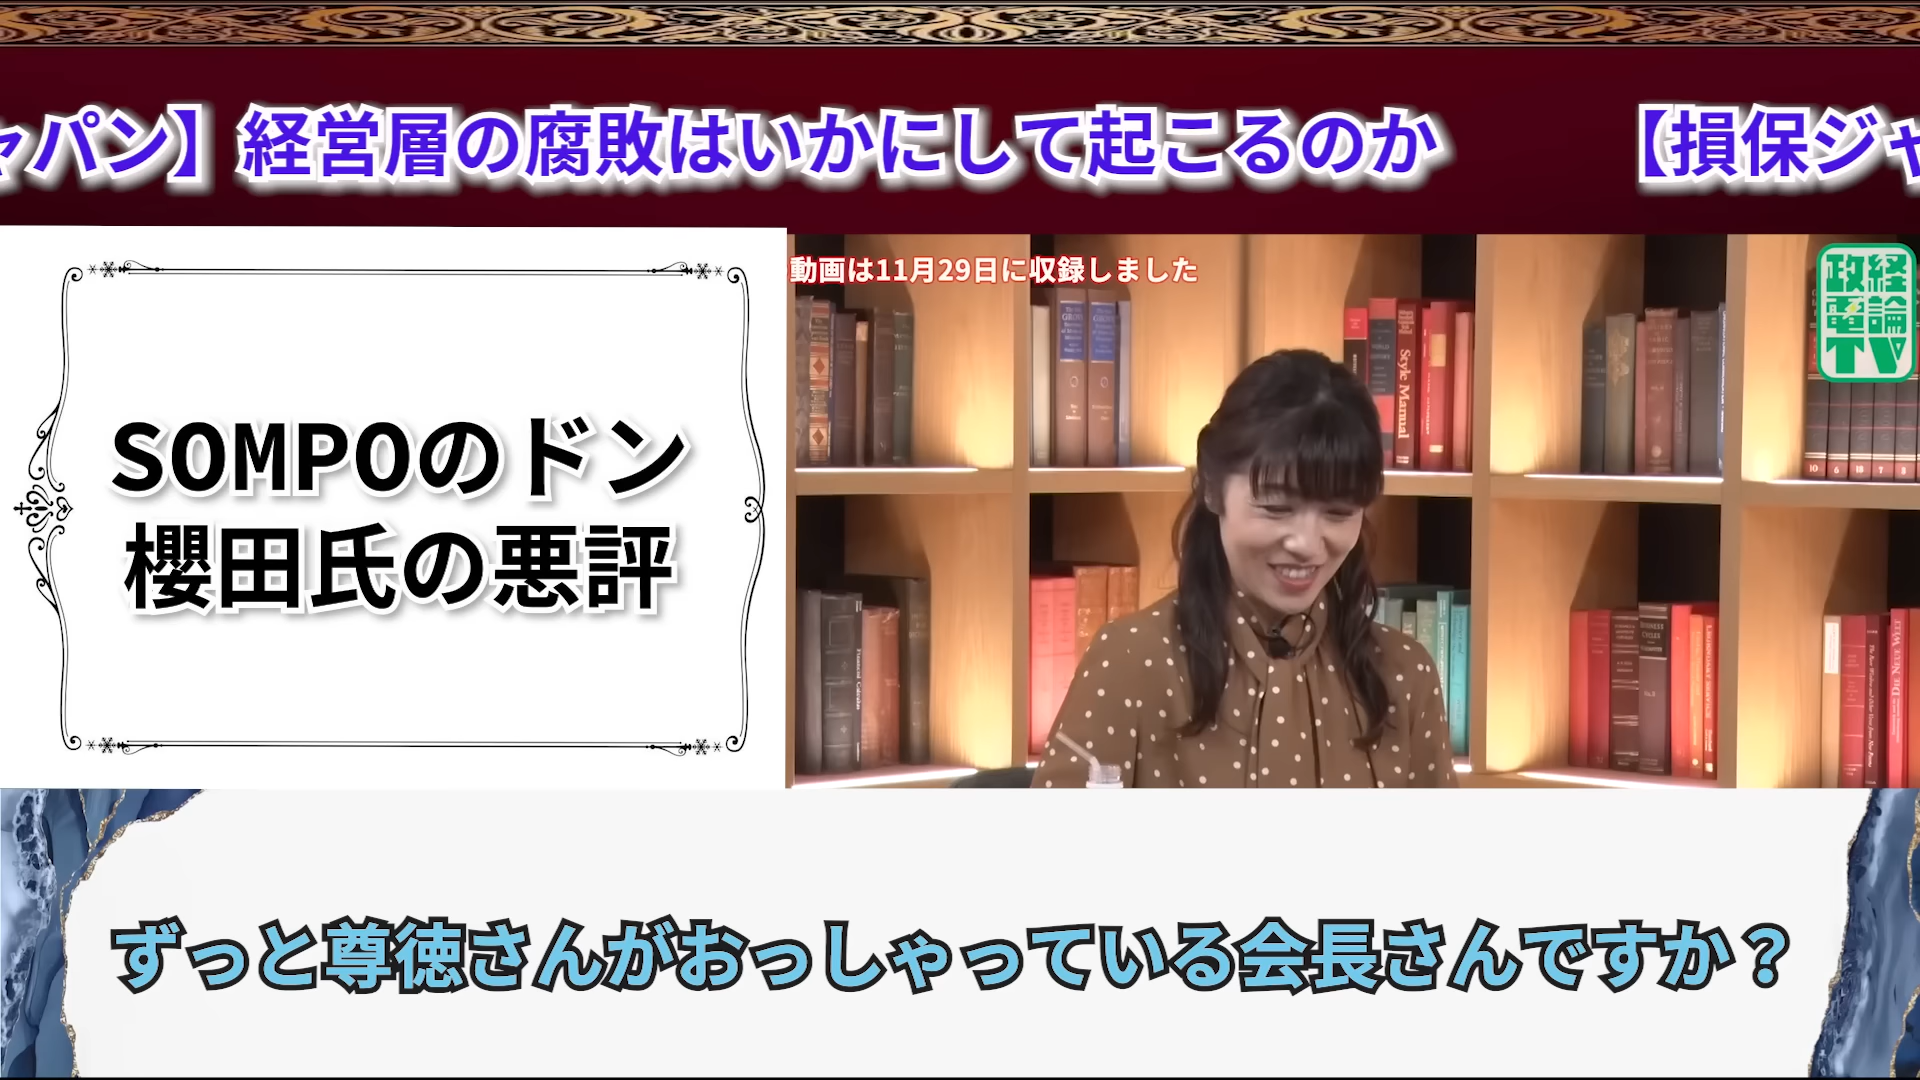 ャパン】経営層の腐敗はいかにして起こるのか
【損保ジャ
動画は11月29日に収録しました
政経
電論
TV
SOMPOのドン
櫻田氏の悪評
Style Manual
ずっと尊徳さんがおっしゃっている会長さんですか？